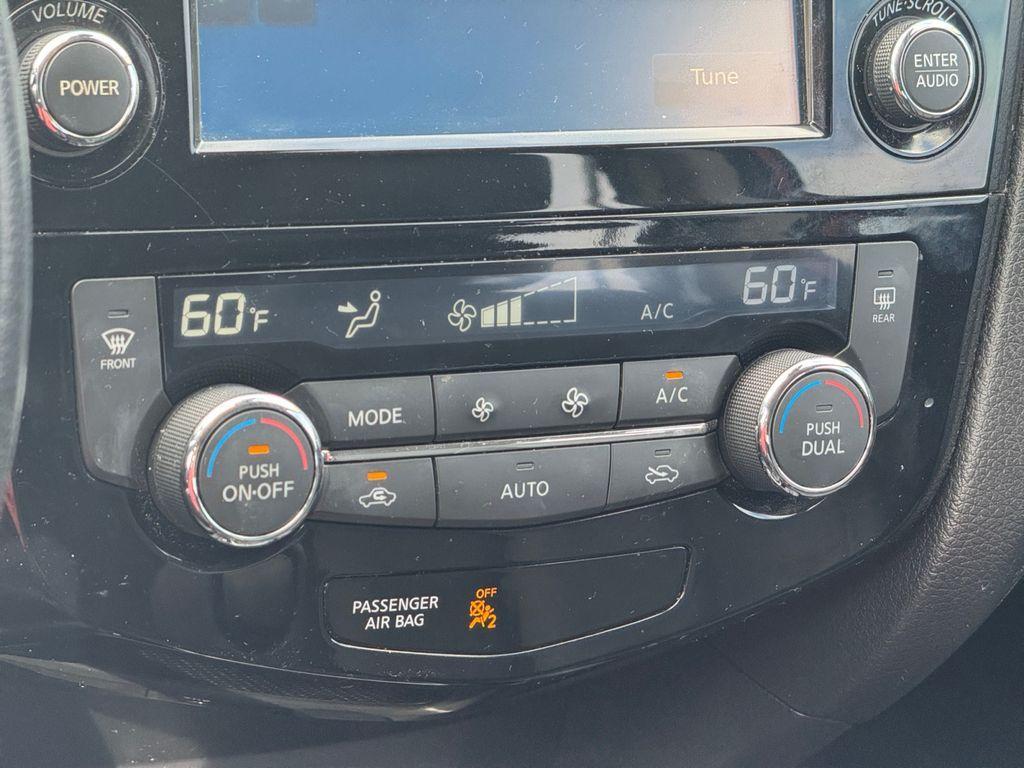 VOLUME
POWER
Tune
TUNE·SCROLL
ENTER
AUDIO
FRONT
60°F
A/C
60°F
REAR
MODE
A/C
PUSH
ON·OFF
AUTO
PUSH
DUAL
PASSENGER
AIR BAG
OFF
2